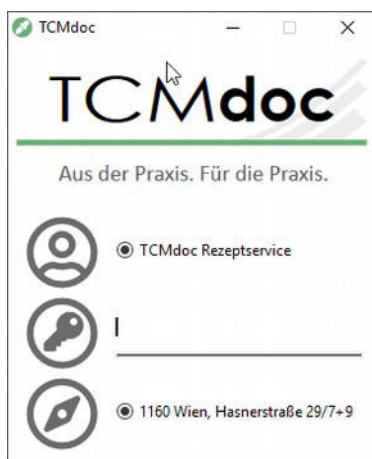 TCMdoc
TCMdoc
Aus der Praxis. Für die Praxis.
TCMdoc Rezeptservice
1160 Wien, Hasnerstraße 29/7+9